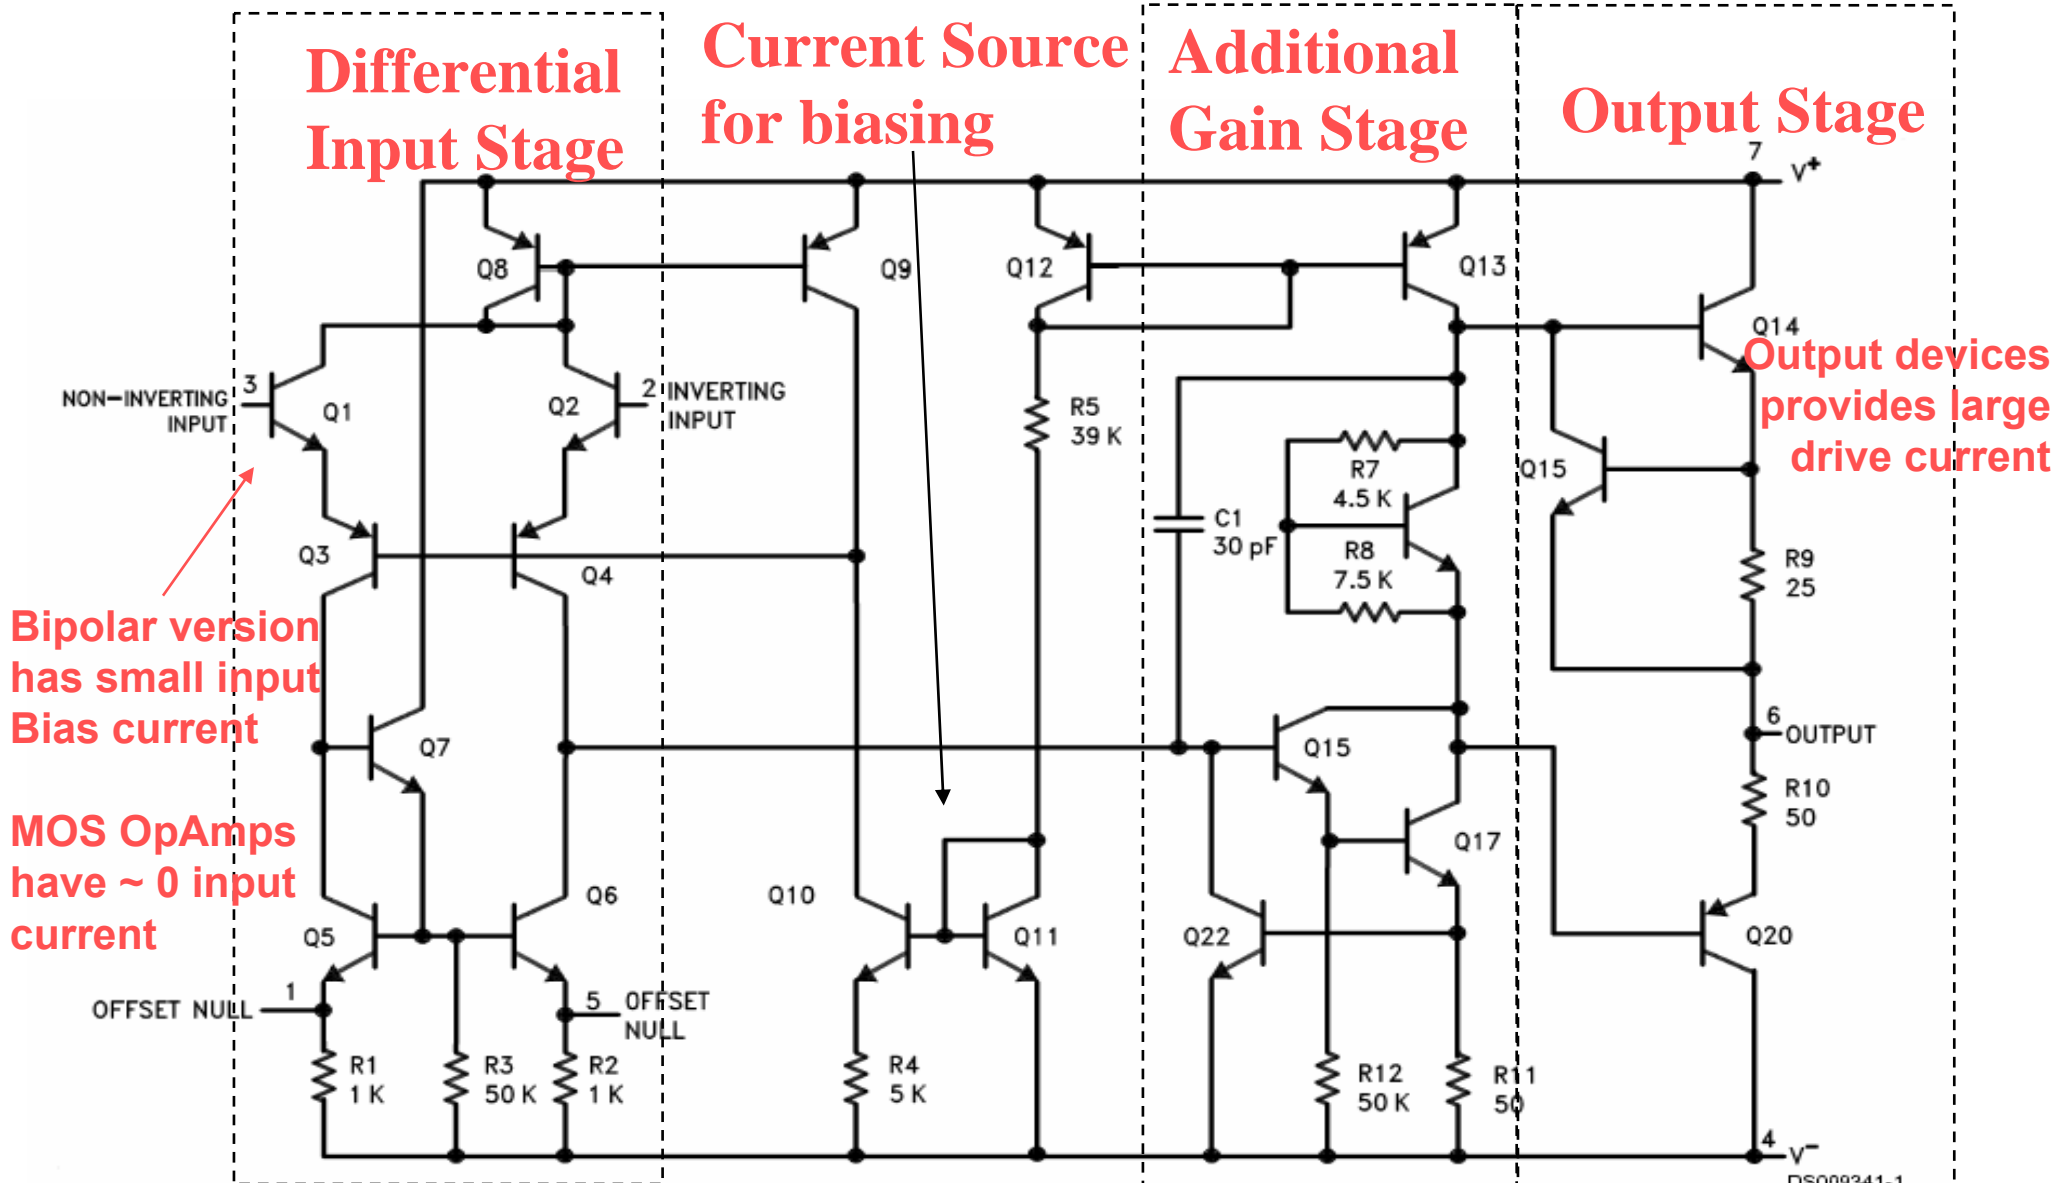 Differential
Input Stage
Current Source
for biasing
Additional
Gain Stage
Output Stage
7
V+
Q8
Q9
Q12
Q13
Q14
Output devices
provides large
drive current
NON-INVERTING
INPUT
3
Q1
Q2
2
INVERTING
INPUT
R5
39 K
R7
4.5 K
Q15
C1
30 pF
R8
7.5 K
R9
25
Q3
Q4
Bipolar version
has small input
Bias current
Q7
Q15
6
OUTPUT
R10
50
MOS OpAmps
have ~ 0 input
current
Q17
Q5
Q6
Q10
Q11
Q22
Q20
OFFSET NULL
1
5
OFFSET
NULL
R1
1 K
R3
50 K
R2
1 K
R4
5 K
R12
50 K
R11
50
4
V−
DS009341-1